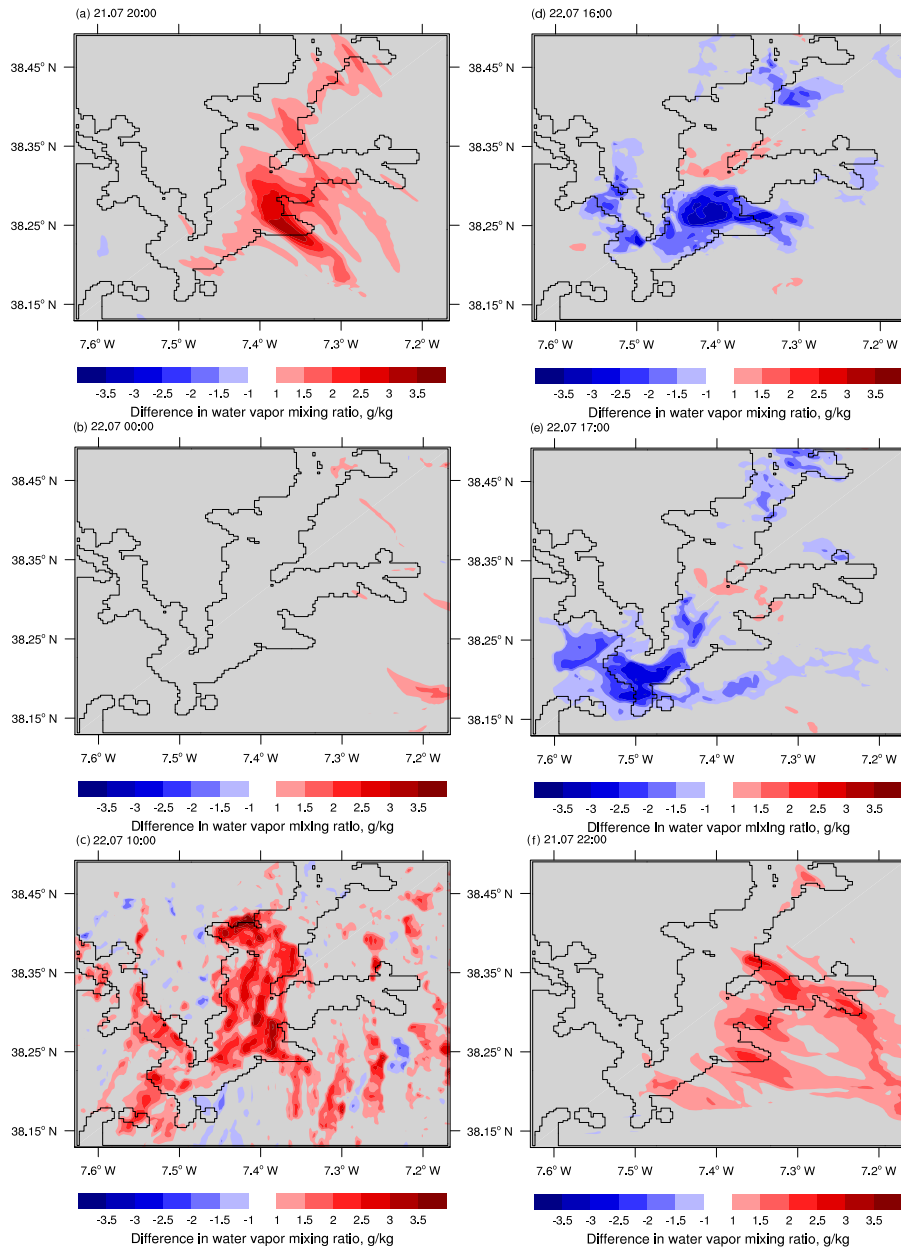 (a) 21.07 20:00
38.45° N
38.35° N
38.25° N
38.15° N
7.6° W 7.5° W 7.4° W 7.3° W 7.2° W
-3.5 -3 -2.5 -2 -1.5 -1 1 1.5 2 2.5 3 3.5
Difference in water vapor mixing ratio, g/kg
(b) 22.07 00:00
38.45° N
38.35° N
38.25° N
38.15° N
7.6° W 7.5° W 7.4° W 7.3° W 7.2° W
-3.5 -3 -2.5 -2 -1.5 -1 1 1.5 2 2.5 3 3.5
Difference in water vapor mixing ratio, g/kg
(c) 22.07 10:00
38.45° N
38.35° N
38.25° N
38.15° N
7.6° W 7.5° W 7.4° W 7.3° W 7.2° W
-3.5 -3 -2.5 -2 -1.5 -1 1 1.5 2 2.5 3 3.5
Difference in water vapor mixing ratio, g/kg
(d) 22.07 16:00
38.45° N
38.35° N
38.25° N
38.15° N
7.6° W 7.5° W 7.4° W 7.3° W 7.2° W
-3.5 -3 -2.5 -2 -1.5 -1 1 1.5 2 2.5 3 3.5
Difference in water vapor mixing ratio, g/kg
(e) 22.07 17:00
38.45° N
38.35° N
38.25° N
38.15° N
7.6° W 7.5° W 7.4° W 7.3° W 7.2° W
-3.5 -3 -2.5 -2 -1.5 -1 1 1.5 2 2.5 3 3.5
Difference in water vapor mixing ratio, g/kg
(f) 21.07 22:00
38.45° N
38.35° N
38.25° N
38.15° N
7.6° W 7.5° W 7.4° W 7.3° W 7.2° W
-3.5 -3 -2.5 -2 -1.5 -1 1 1.5 2 2.5 3 3.5
Difference in water vapor mixing ratio, g/kg